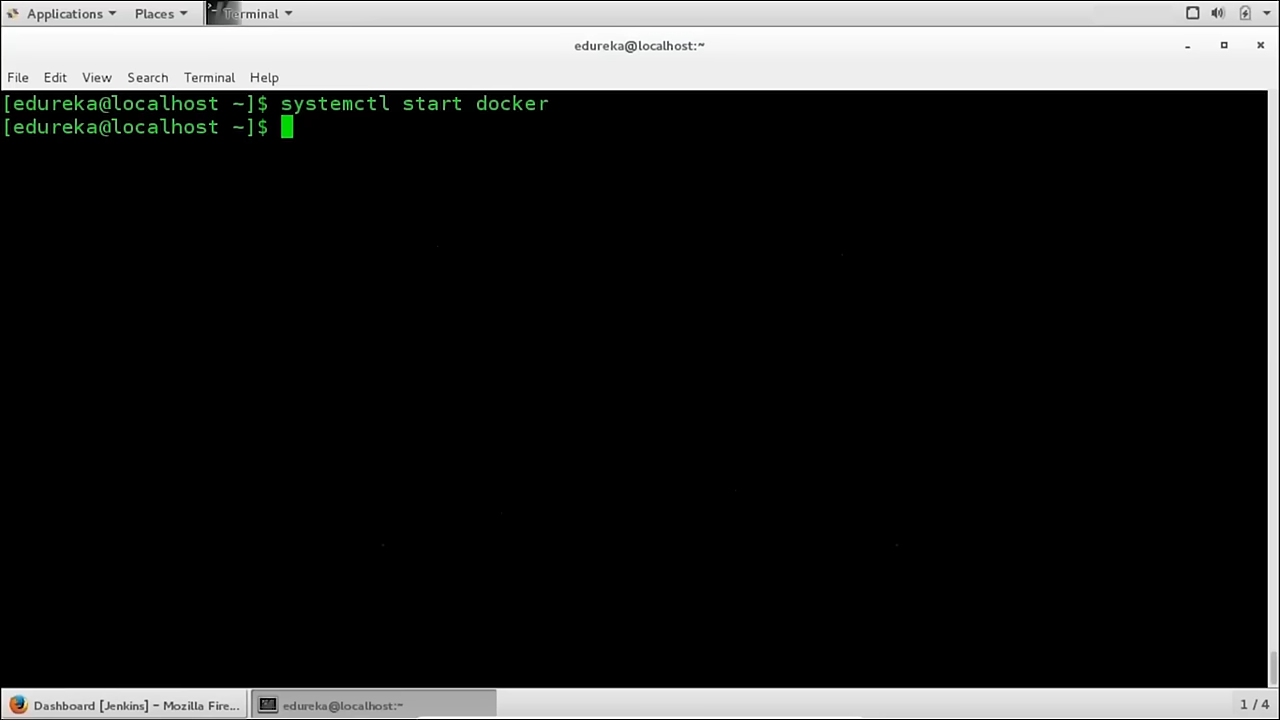 Applications Places Terminal
edureka@localhost:~
File Edit View Search Terminal Help
[edureka@localhost ~]$ systemctl start docker
[edureka@localhost ~]$
Dashboard [Jenkins] - Mozilla Fire... edureka@localhost:~ 1 / 4